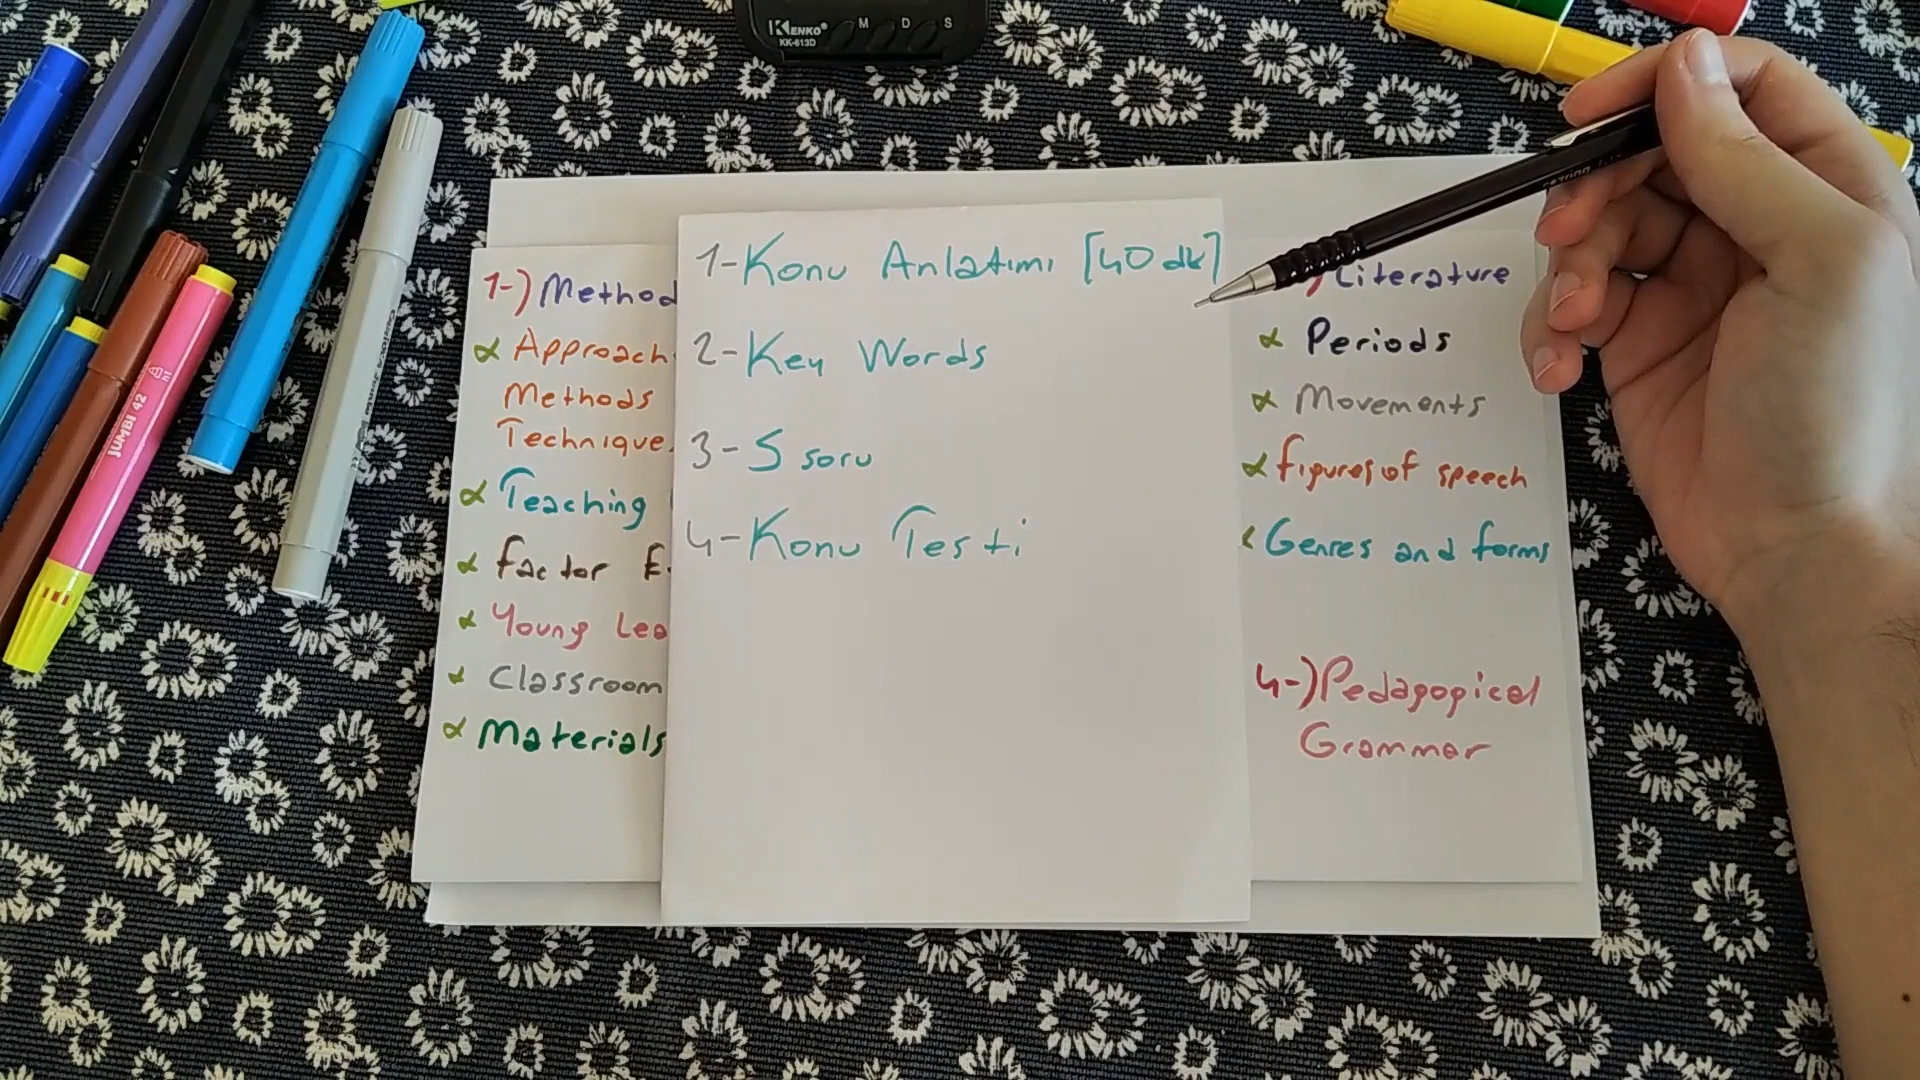 KENKO®
KK-613D
M D S
JUMBI 42
1-) Method
α Approach
Methods
Technique
α Teaching
α Factor
α Young Lea
α Classroom
α Materials
1-Konu Anlatımı [40 dk]
2-Key Words
3-5 soru
4-Konu Testi
) Literature
α Periods
α Movements
α figures of speech
α Genres and forms
4-) Pedagogical
Grammar